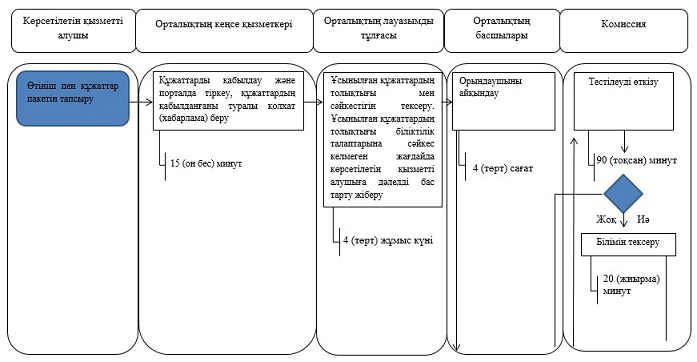 Көрсетілетін қызметті
алушы
Орталықтың кеңсе қызметкері
Орталықтың лауазымды
тұлғасы
Орталықтың
басшылары
Комиссия
Өтініш пен құжаттар
пакетін тапсыру
Құжаттарды қабылдау және
порталда тіркеу, құжаттардың
қабылданғаны туралы қолхат
(хабарлама) беру
15 (он бес) минут
Ұсынылған құжаттардың
толықтығы мен
сәйкестігін тексеру.
Ұсынылған құжаттардың
толықтығы біліктілік
талаптарына сәйкес
келмеген жағдайда
көрсетілетін қызметті
алушыға дәлелді бас
тарту жіберу
4 (төрт) жұмыс күні
Орындаушыны
айқындау
4 (төрт) сағат
Тестілеуді өткізу
90 (тоқсан) минут
Жоқ
Иә
Білімін тексеру
20 (жиырма)
минут